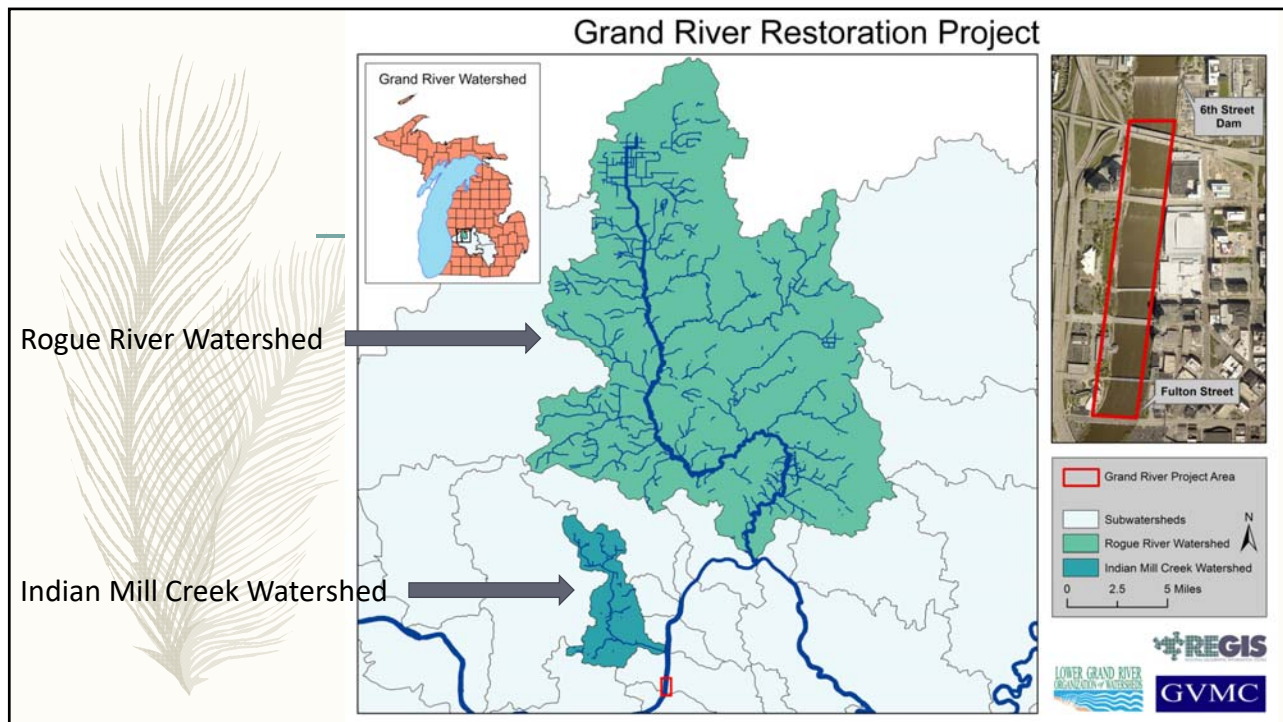 Grand River Restoration Project
Grand River Watershed
6th Street
Dam
Rogue River Watershed
Fulton Street
Grand River Project Area
Subwatersheds
N
Rogue River Watershed
Indian Mill Creek Watershed
0 2.5 5 Miles
Indian Mill Creek Watershed
REGIS
LOWER GRAND RIVER
ORGANIZATION of WATERSHEDS
GVMC